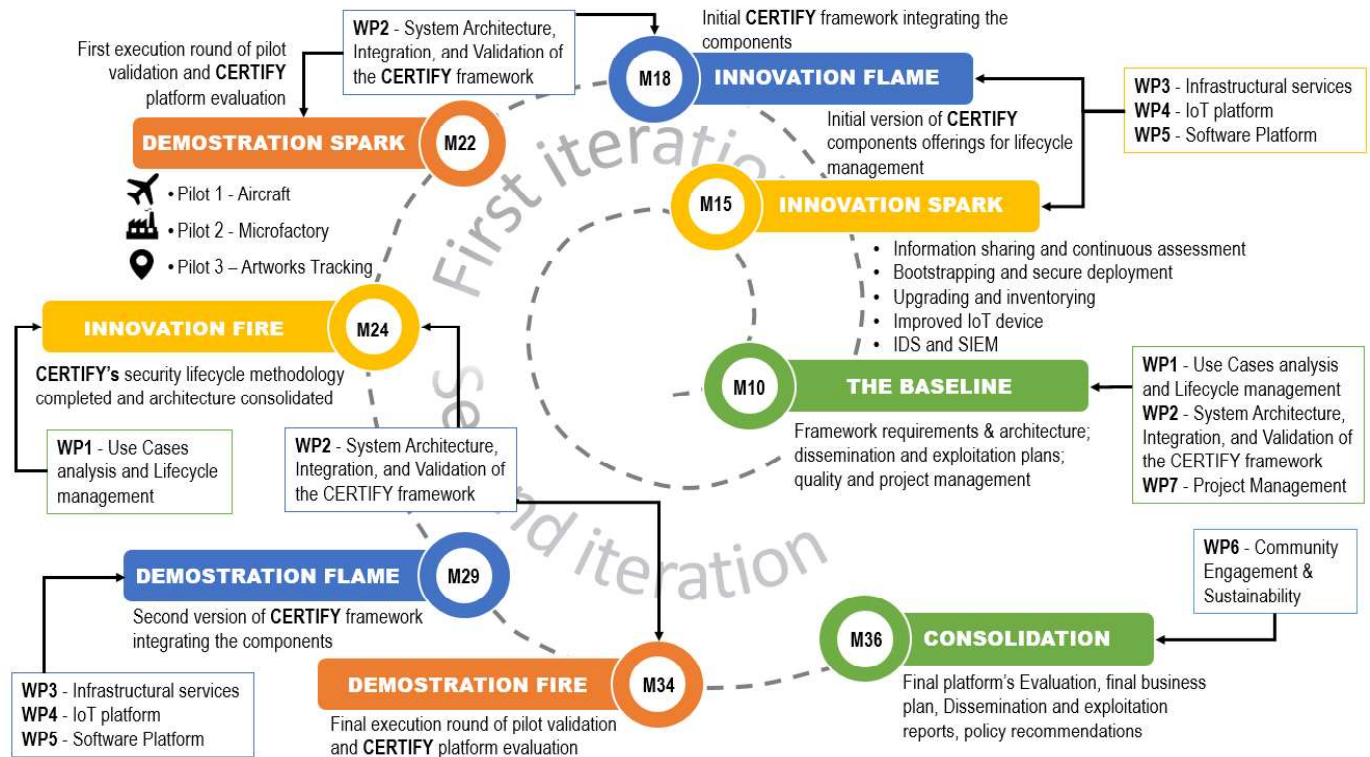 WP2 - System Architecture,
Integration, and Validation of
the CERTIFY framework
First execution round of pilot
validation and CERTIFY
platform evaluation
DEMOSTRATION SPARK
M22
• Pilot 1 - Aircraft
• Pilot 2 - Microfactory
• Pilot 3 – Artworks Tracking
Initial CERTIFY framework integrating the
components
M18
INNOVATION FLAME
WP3 - Infrastructural services
WP4 - IoT platform
WP5 - Software Platform
Initial version of CERTIFY
components offerings for lifecycle
management
M15
INNOVATION SPARK
• Information sharing and continuous assessment
• Bootstrapping and secure deployment
• Upgrading and inventorying
• Improved IoT device
• IDS and SIEM
First iteration
INNOVATION FIRE
M24
CERTIFY's security lifecycle methodology
completed and architecture consolidated
WP1 - Use Cases
analysis and Lifecycle
management
WP2 - System Architecture,
Integration, and Validation of
the CERTIFY framework
M10
THE BASELINE
Framework requirements & architecture;
dissemination and exploitation plans;
quality and project management
WP1 - Use Cases analysis
and Lifecycle management
WP2 - System Architecture,
Integration, and Validation of
the CERTIFY framework
WP7 - Project Management
iteration
DEMOSTRATION FLAME
M29
Second version of CERTIFY framework
integrating the components
WP3 - Infrastructural services
WP4 - IoT platform
WP5 - Software Platform
DEMOSTRATION FIRE
M34
Final execution round of pilot validation
and CERTIFY platform evaluation
WP6 - Community
Engagement &
Sustainability
M36
CONSOLIDATION
Final platform's Evaluation, final business
plan, Dissemination and exploitation
reports, policy recommendations